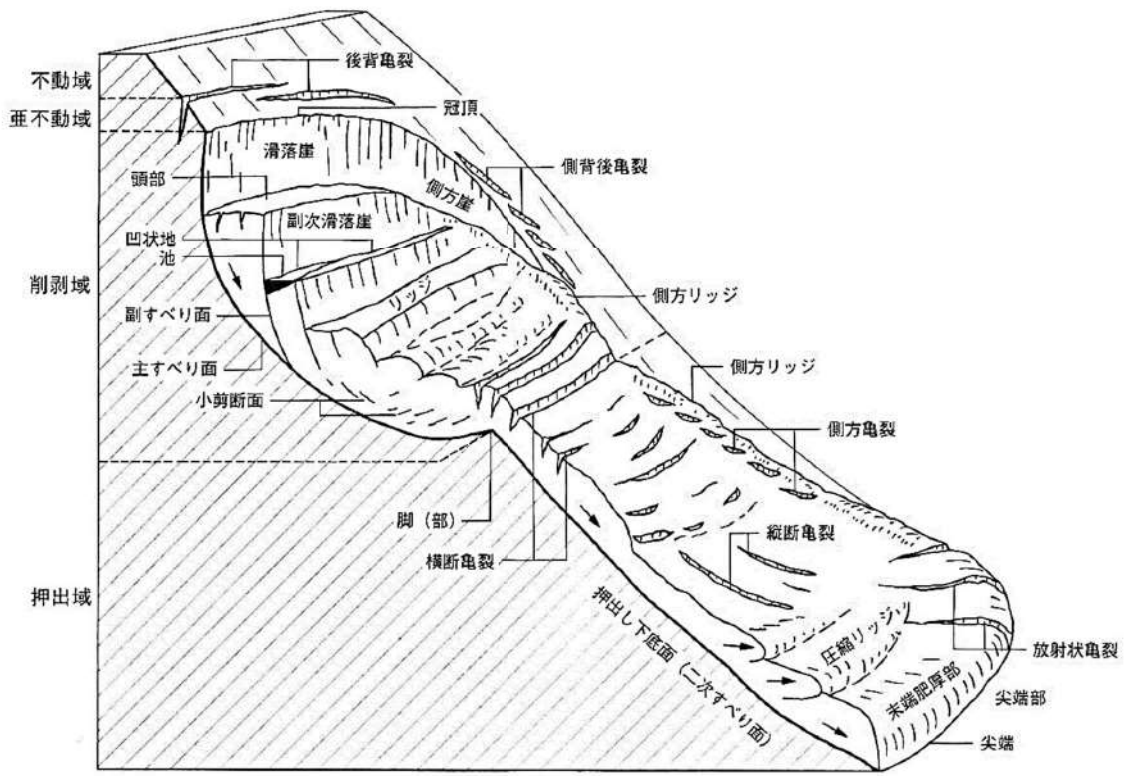 後背亀裂
不動域
冠頂
亜不動域
滑落崖
側背後亀裂
頭部
側方崖
副次滑落崖
凹状地
池
削剥域
リッジ
側方リッジ
副すべり面
主すべり面
側方リッジ
小剪断面
側方亀裂
脚（部）
横断亀裂
縦断亀裂
押出域
押出し下底面（二次すべり面）
圧縮リッジ
放射状亀裂
末端肥厚部
尖端部
尖端